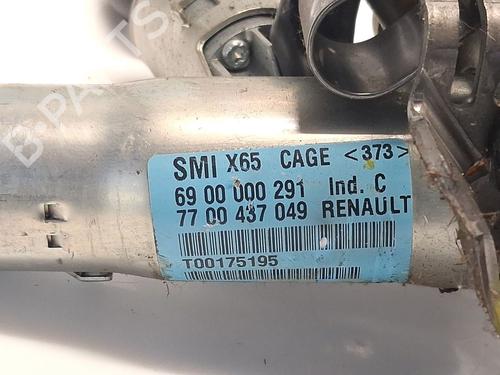 B-PARTS
SMI X65 CAGE <373>
69 00 000 291 Ind. C
77 00 437 049 RENAULT
T00175195